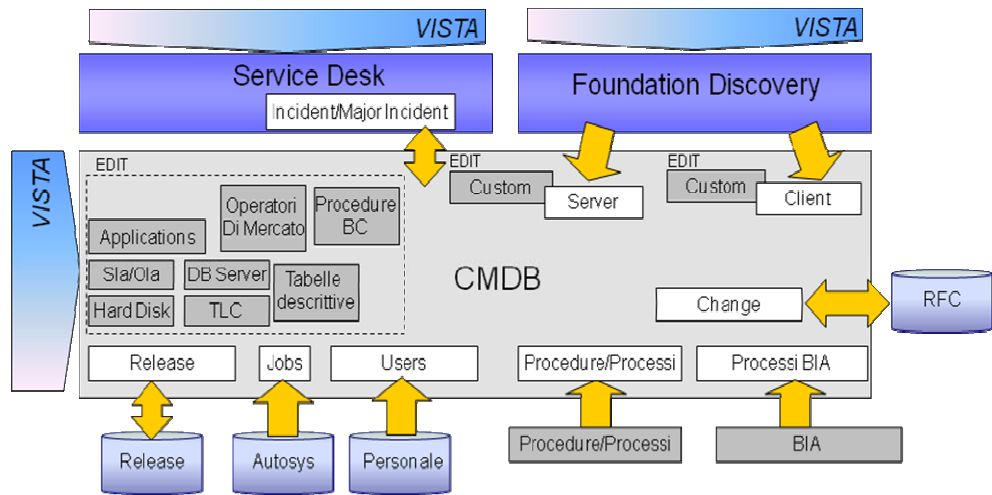 VISTA
VISTA
Service Desk
Incident/Major Incident
Foundation Discovery
VISTA
EDIT
Applications
Operatori
Di Mercato
Procedure
BC
Sla/Ola
DB Server
Tabelle
descrittive
Hard Disk
TLC
EDIT
Custom
Server
EDIT
Custom
Client
CMDB
Change
RFC
Release
Jobs
Users
Procedure/Processi
Processi BIA
Release
Autosys
Personale
Procedure/Processi
BIA